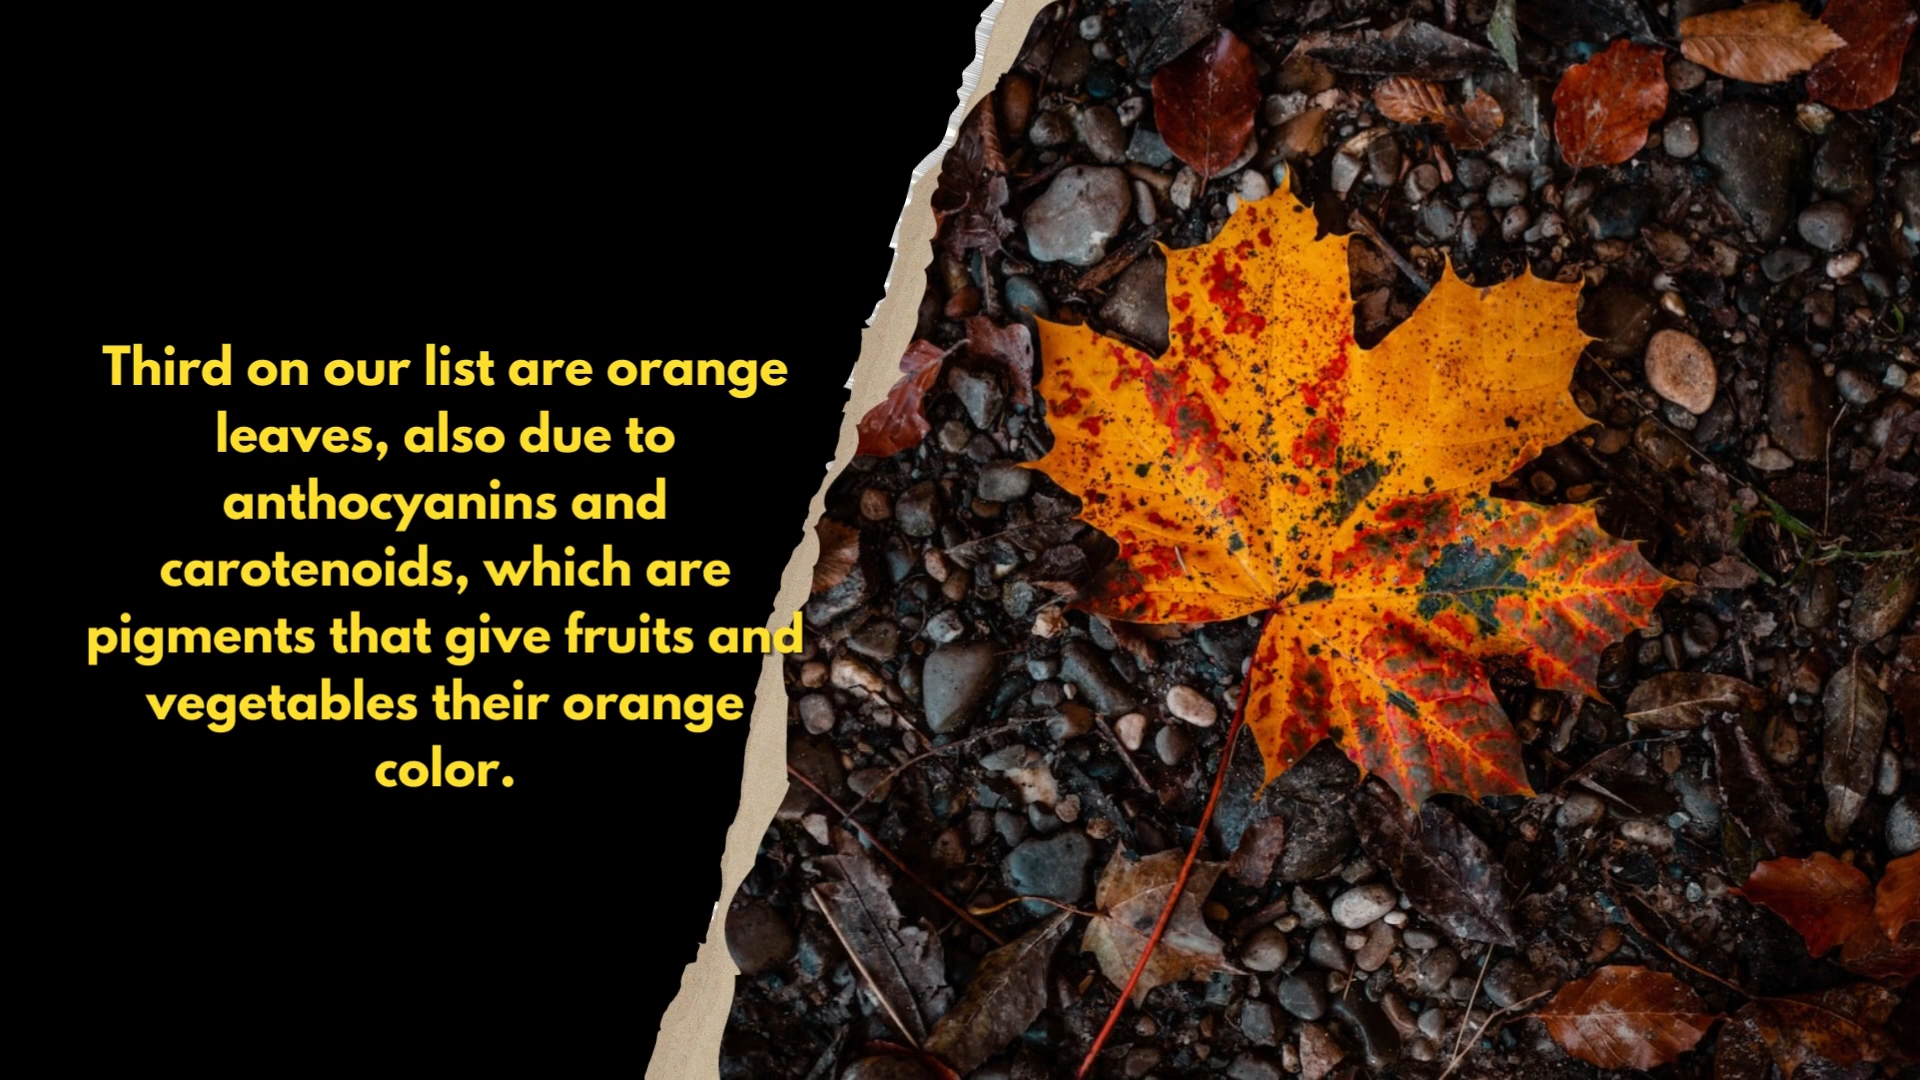 Third on our list are orange
leaves, also due to
anthocyanins and
carotenoids, which are
pigments that give fruits and
vegetables their orange
color.